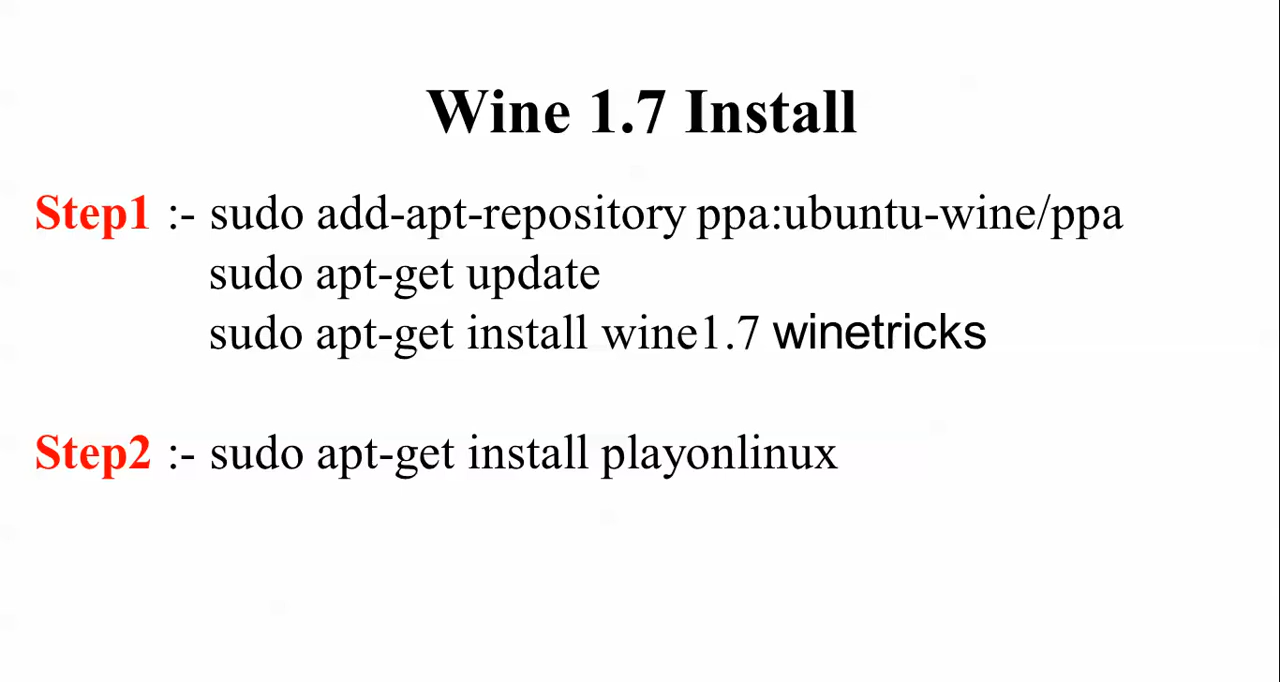 Wine 1.7 Install
Step1 :- sudo add-apt-repository ppa:ubuntu-wine/ppa
sudo apt-get update
sudo apt-get install wine1.7 winetricks
Step2 :- sudo apt-get install playonlinux